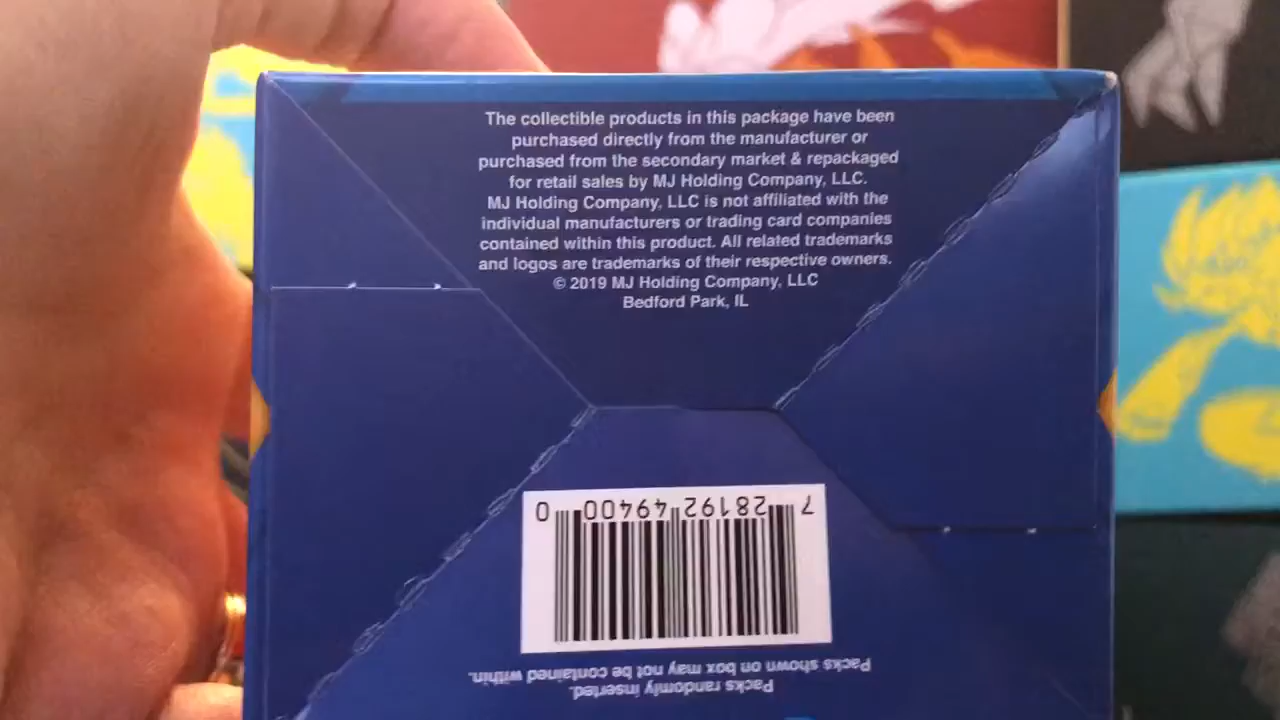 The collectible products in this package have been
purchased directly from the manufacturer or
purchased from the secondary market & repackaged
for retail sales by MJ Holding Company, LLC.
MJ Holding Company, LLC is not affiliated with the
individual manufacturers or trading card companies
contained within this product. All related trademarks
and logos are trademarks of their respective owners.
© 2019 MJ Holding Company, LLC
Bedford Park, IL
Packs randomly inserted.
Packs shown on box may not be contained within.
7 28192 49400 0